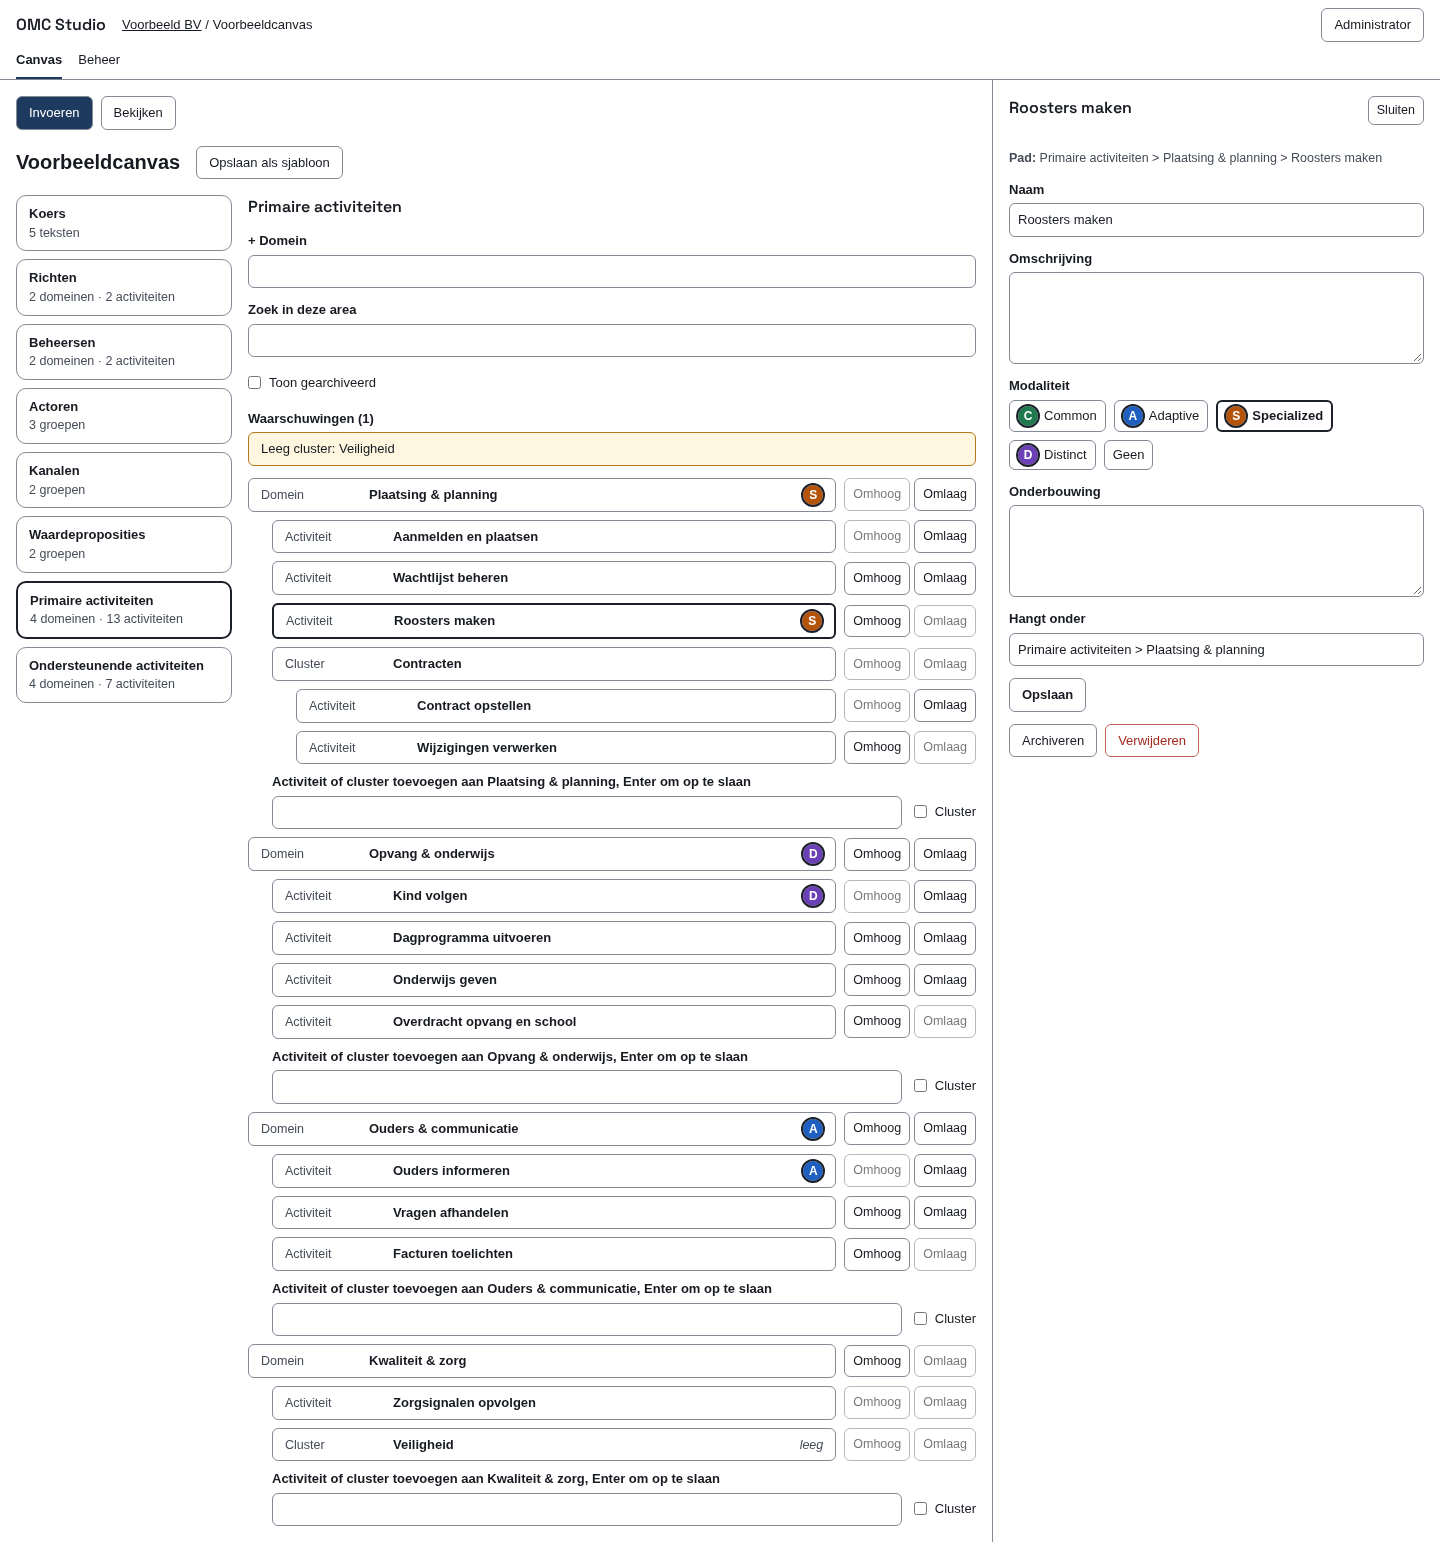 OMC Studio
Voorbeeld BV / Voorbeeldcanvas
Administrator
Canvas
Beheer
Invoeren
Bekijken
Voorbeeldcanvas
Opslaan als sjabloon
Koers
5 teksten
Richten
2 domeinen · 2 activiteiten
Beheersen
2 domeinen · 2 activiteiten
Actoren
3 groepen
Kanalen
2 groepen
Waardeproposities
2 groepen
Primaire activiteiten
4 domeinen · 13 activiteiten
Ondersteunende activiteiten
4 domeinen · 7 activiteiten
Primaire activiteiten
+ Domein
Zoek in deze area
Toon gearchiveerd
Waarschuwingen (1)
Leeg cluster: Veiligheid
Domein Plaatsing & planning S Omhoog Omlaag
Activiteit Aanmelden en plaatsen Omhoog Omlaag
Activiteit Wachtlijst beheren Omhoog Omlaag
Activiteit Roosters maken S Omhoog Omlaag
Cluster Contracten Omhoog Omlaag
Activiteit Contract opstellen Omhoog Omlaag
Activiteit Wijzigingen verwerken Omhoog Omlaag
Activiteit of cluster toevoegen aan Plaatsing & planning, Enter om op te slaan
Cluster
Domein Opvang & onderwijs D Omhoog Omlaag
Activiteit Kind volgen D Omhoog Omlaag
Activiteit Dagprogramma uitvoeren Omhoog Omlaag
Activiteit Onderwijs geven Omhoog Omlaag
Activiteit Overdracht opvang en school Omhoog Omlaag
Activiteit of cluster toevoegen aan Opvang & onderwijs, Enter om op te slaan
Cluster
Domein Ouders & communicatie A Omhoog Omlaag
Activiteit Ouders informeren A Omhoog Omlaag
Activiteit Vragen afhandelen Omhoog Omlaag
Activiteit Facturen toelichten Omhoog Omlaag
Activiteit of cluster toevoegen aan Ouders & communicatie, Enter om op te slaan
Cluster
Domein Kwaliteit & zorg Omhoog Omlaag
Activiteit Zorgsignalen opvolgen Omhoog Omlaag
Cluster Veiligheid leeg Omhoog Omlaag
Activiteit of cluster toevoegen aan Kwaliteit & zorg, Enter om op te slaan
Cluster
Roosters maken
Sluiten
Pad: Primaire activiteiten > Plaatsing & planning > Roosters maken
Naam
Roosters maken
Omschrijving
Modaliteit
C Common A Adaptive S Specialized
D Distinct Geen
Onderbouwing
Hangt onder
Primaire activiteiten > Plaatsing & planning
Opslaan
Archiveren Verwijderen